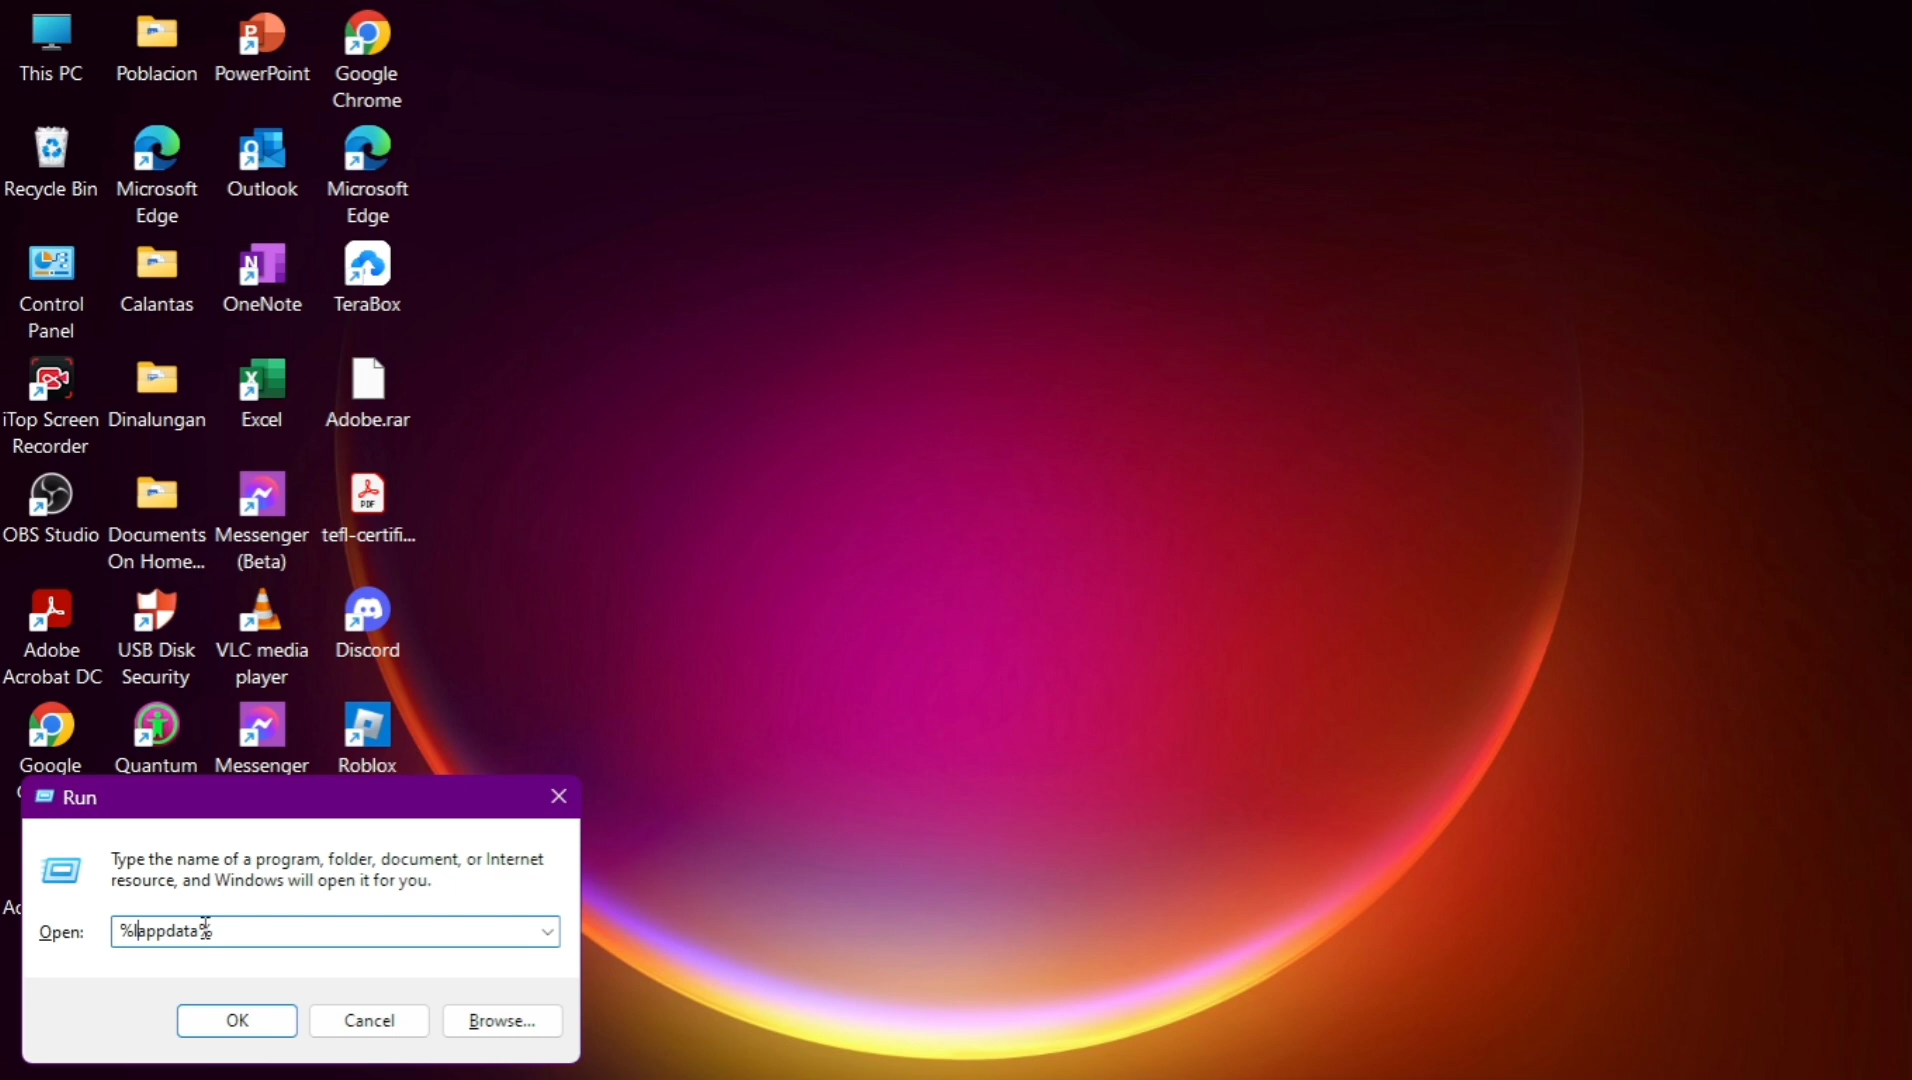 This PC
Poblacion
PowerPoint
Google
Chrome
Recycle Bin
Microsoft
Edge
Outlook
Microsoft
Edge
Control
Panel
Calantas
OneNote
TeraBox
iTop Screen
Recorder
Dinalungan
Excel
Adobe.rar
OBS Studio
Documents
On Home...
Messenger
(Beta)
PDF
tefl-certifi...
Adobe
Acrobat DC
USB Disk
Security
VLC media
player
Discord
Google
Quantum
Messenger
Roblox
Run
Type the name of a program, folder, document, or Internet
resource, and Windows will open it for you.
Open:
%lappdata%
OK
Cancel
Browse...